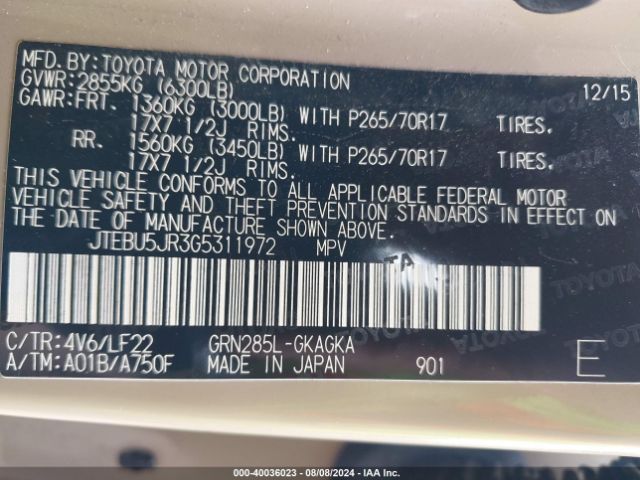 MFD. BY: TOYOTA MOTOR CORPORATION 12/15
GVWR: 2855KG (6300LB)
GAWR: FRT. 1360KG (3000LB) WITH P265/70R17 TIRES.
17X7 1/2J RIMS.
RR. 1560KG (3450LB) WITH P265/70R17 TIRES.
17X7 1/2J RIMS.
THIS VEHICLE CONFORMS TO ALL APPLICABLE FEDERAL MOTOR
VEHICLE SAFETY AND THEFT PREVENTION STANDARDS IN EFFECT ON
THE DATE OF MANUFACTURE SHOWN ABOVE.
JTEBU5JR3G5311972 MPV
C/TR: 4V6/LF22 GRN285L-GKAGKA
A/TM: A01B/A750F MADE IN JAPAN 901 E
000-40036023 - 08/08/2024 - IAA Inc.